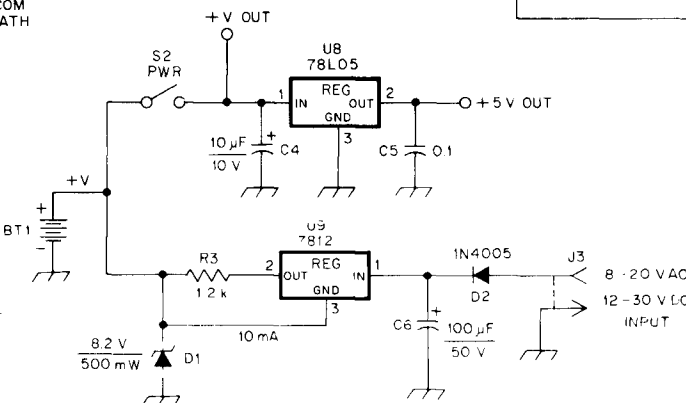 COM
PATH
+V OUT
S2
PWR
U8
78L05
1
IN
REG
OUT
2
GND
3
+5 V OUT
10 µF
10 V
+
C4
C5
0.1
+V
+
BT1
-
U9
7812
R3
1.2 k
2
OUT
REG
IN
1
GND
3
1N4005
D2
J3
8-20 VAC
12-30 VDC
INPUT
10 mA
C6
+
100 µF
50 V
8.2 V
500 mW
D1